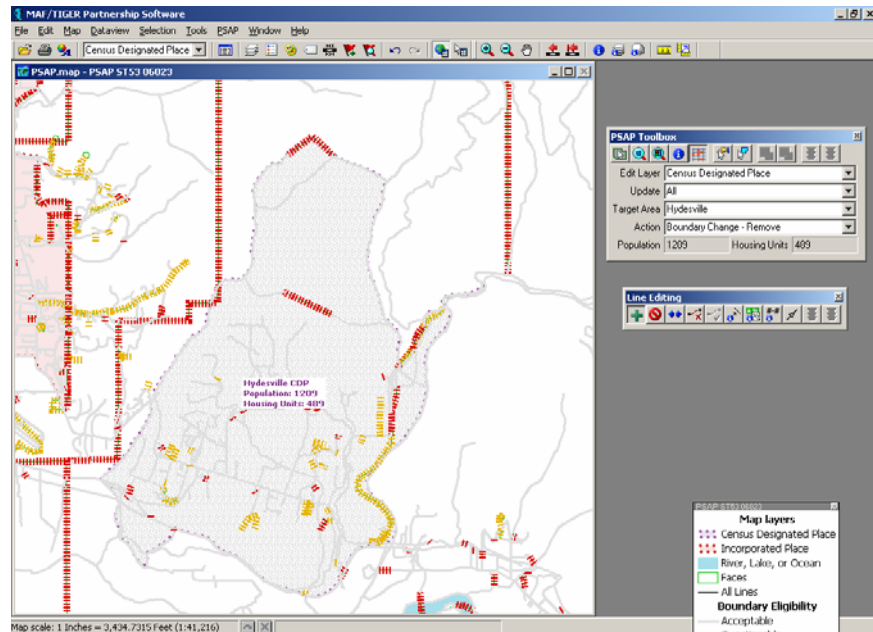 MAF/TIGER Partnership Software
File Edit Map Dataview Selection Tools PSAP Window Help
Census Designated Place
PSAP.map - PSAP ST53 06023
Hydesville CDP
Population: 1209
Housing Units: 489
PSAP Toolbox
Edit Layer Census Designated Place
Update All
Target Area Hydesville
Action Boundary Change - Remove
Population 1209 Housing Units 489
Line Editing
PSAP ST53 06023
Map layers
Census Designated Place
Incorporated Place
River, Lake, or Ocean
Faces
All Lines
Boundary Eligibility
Acceptable
Map scale: 1 Inches = 3,434.7315 Feet (1:41,216)